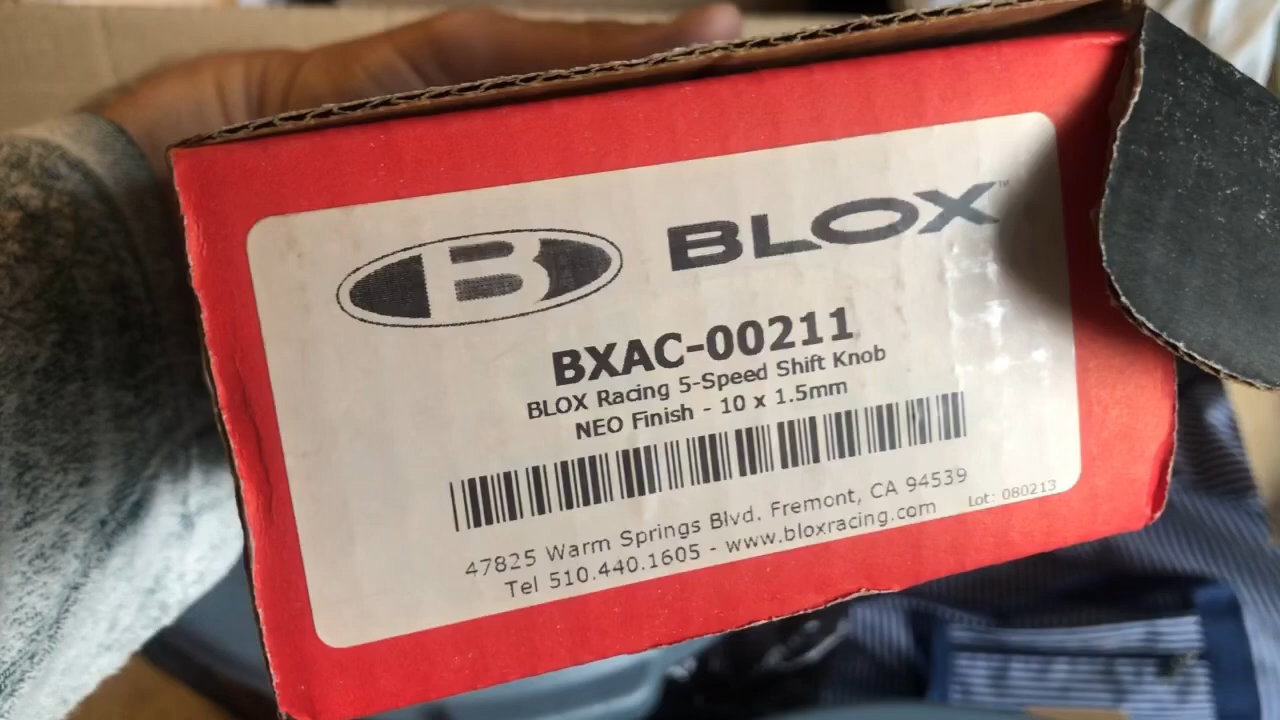 B BLOX™
BXAC-00211
BLOX Racing 5-Speed Shift Knob
NEO Finish - 10 x 1.5mm
47825 Warm Springs Blvd. Fremont, CA 94539
Tel 510.440.1605 - www.bloxracing.com
Lot: 080213